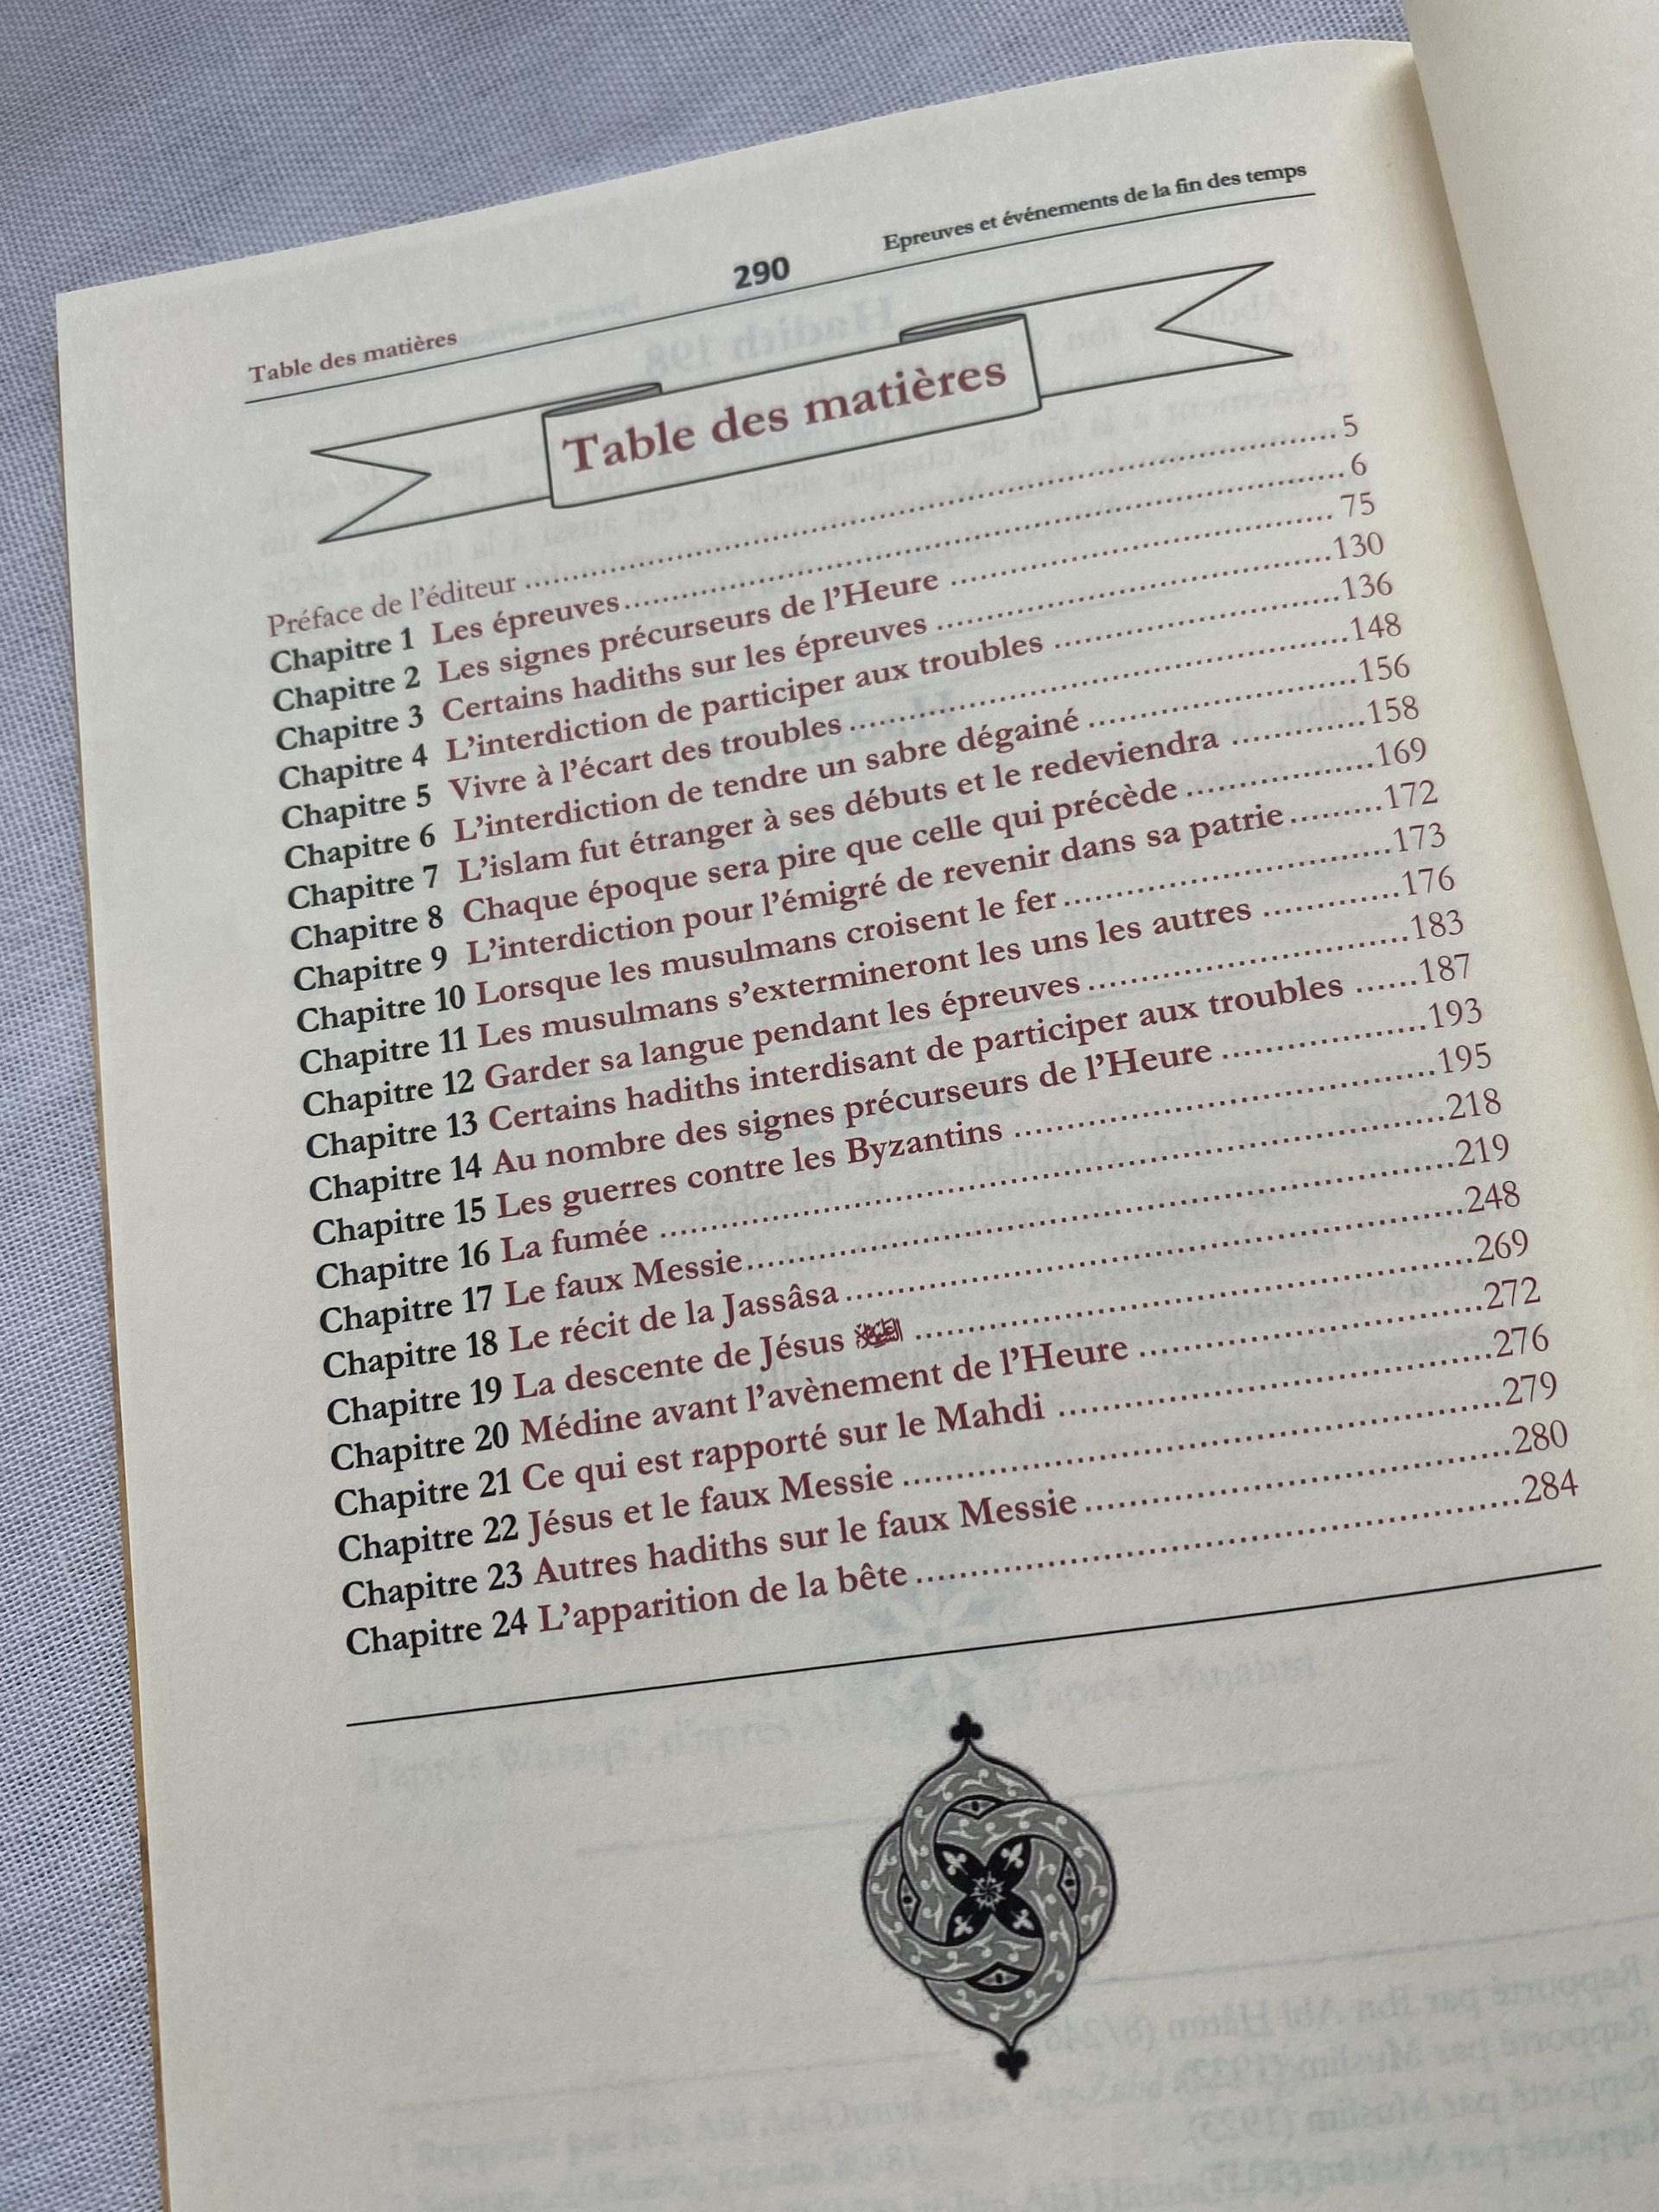 Table des matières 290 Epreuves et événements de la fin des temps
Table des matières
Préface de l’éditeur ........ 5
Chapitre 1 Les épreuves ........ 6
Chapitre 2 Les signes précurseurs de l’Heure ........ 75
Chapitre 3 Certains hadiths sur les épreuves ........ 130
Chapitre 4 L’interdiction de participer aux troubles ........ 136
Chapitre 5 Vivre à l’écart des troubles ........ 148
Chapitre 6 L’interdiction de tendre un sabre dégainé ........ 156
Chapitre 7 L’islam fut étranger à ses débuts et le redeviendra ........ 158
Chapitre 8 Chaque époque sera pire que celle qui précède ........ 169
Chapitre 9 L’interdiction pour l’émigré de revenir dans sa patrie ........ 172
Chapitre 10 Lorsque les musulmans croisent le fer ........ 173
Chapitre 11 Les musulmans s’extermineront les uns les autres ........ 176
Chapitre 12 Garder sa langue pendant les épreuves ........ 183
Chapitre 13 Certains hadiths interdisant de participer aux troubles ........ 187
Chapitre 14 Au nombre des signes précurseurs de l’Heure ........ 193
Chapitre 15 Les guerres contre les Byzantins ........ 195
Chapitre 16 La fumée ........ 218
Chapitre 17 Le faux Messie ........ 219
Chapitre 18 Le récit de la Jassâsa ........ 248
Chapitre 19 La descente de Jésus ........ 269
Chapitre 20 Médine avant l’avènement de l’Heure ........ 272
Chapitre 21 Ce qui est rapporté sur le Mahdi ........ 276
Chapitre 22 Jésus et le faux Messie ........ 279
Chapitre 23 Autres hadiths sur le faux Messie ........ 280
Chapitre 24 L’apparition de la bête ........ 284